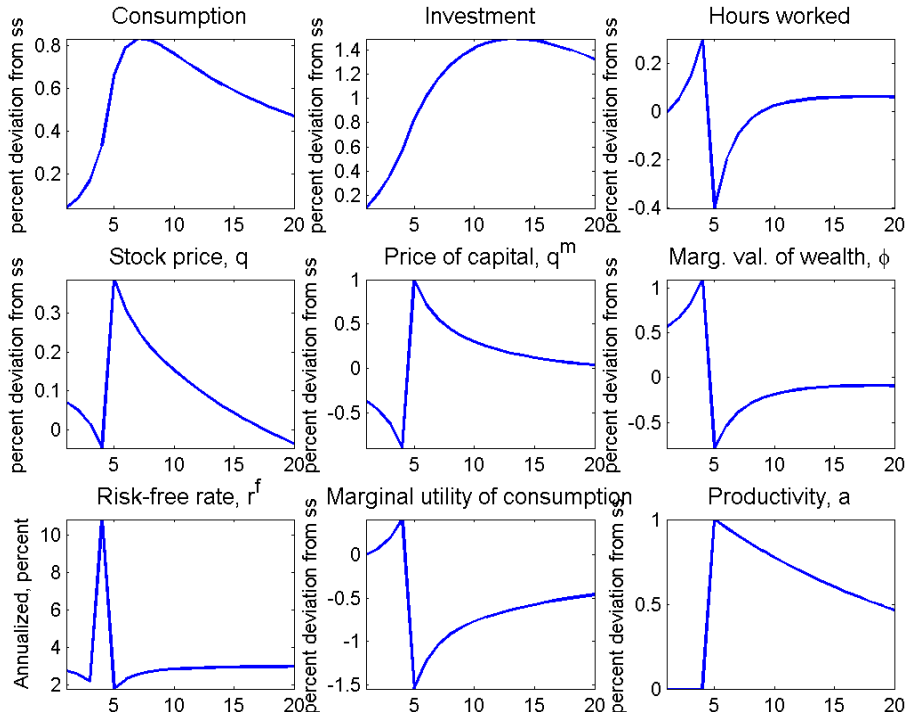 Consumption
percent deviation from ss
0.8
0.6
0.4
0.2
5 10 15 20
Investment
percent deviation from ss
1.4
1.2
1
0.8
0.6
0.4
0.2
5 10 15 20
Hours worked
percent deviation from ss
0.2
0
-0.2
-0.4
5 10 15 20
Stock price, q
percent deviation from ss
0.3
0.2
0.1
0
5 10 15 20
Price of capital, q^m
percent deviation from ss
1
0.5
0
-0.5
5 10 15 20
Marg. val. of wealth, ϕ
percent deviation from ss
1
0.5
0
-0.5
5 10 15 20
Risk-free rate, r^f
Annualized, percent
10
8
6
4
2
5 10 15 20
Marginal utility of consumption
percent deviation from ss
0
-0.5
-1
-1.5
5 10 15 20
Productivity, a
percent deviation from ss
1
0.5
0
5 10 15 20